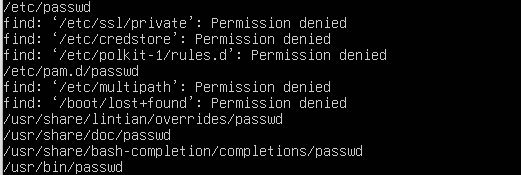 /etc/passwd
find: ‘/etc/ssl/private’: Permission denied
find: ‘/etc/credstore’: Permission denied
find: ‘/etc/polkit-1/rules.d’: Permission denied
/etc/pam.d/passwd
find: ‘/etc/multipath’: Permission denied
find: ‘/boot/lost+found’: Permission denied
/usr/share/lintian/overrides/passwd
/usr/share/doc/passwd
/usr/share/bash-completion/completions/passwd
/usr/bin/passwd